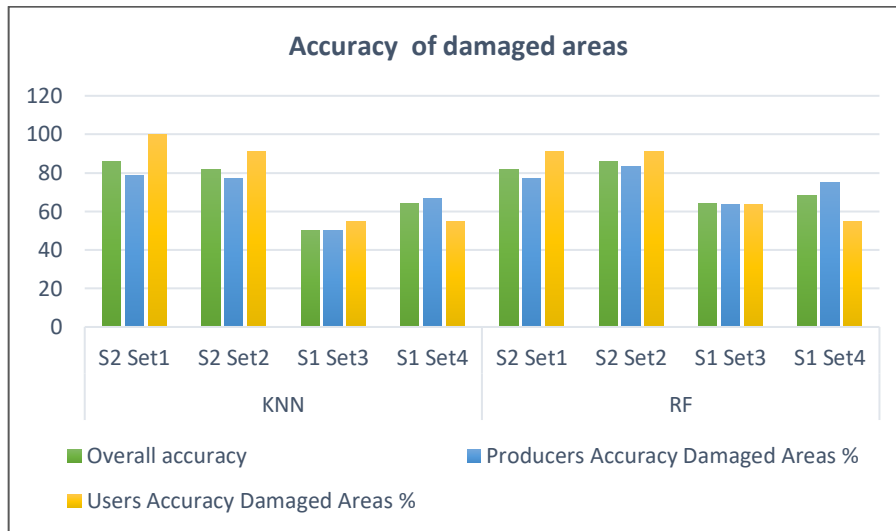 Accuracy  of damaged areas
120
100
80
60
40
20
0
S2 Set1 S2 Set2 S1 Set3 S1 Set4 S2 Set1 S2 Set2 S1 Set3 S1 Set4
KNN RF
Overall accuracy Producers Accuracy Damaged Areas %
Users Accuracy Damaged Areas %